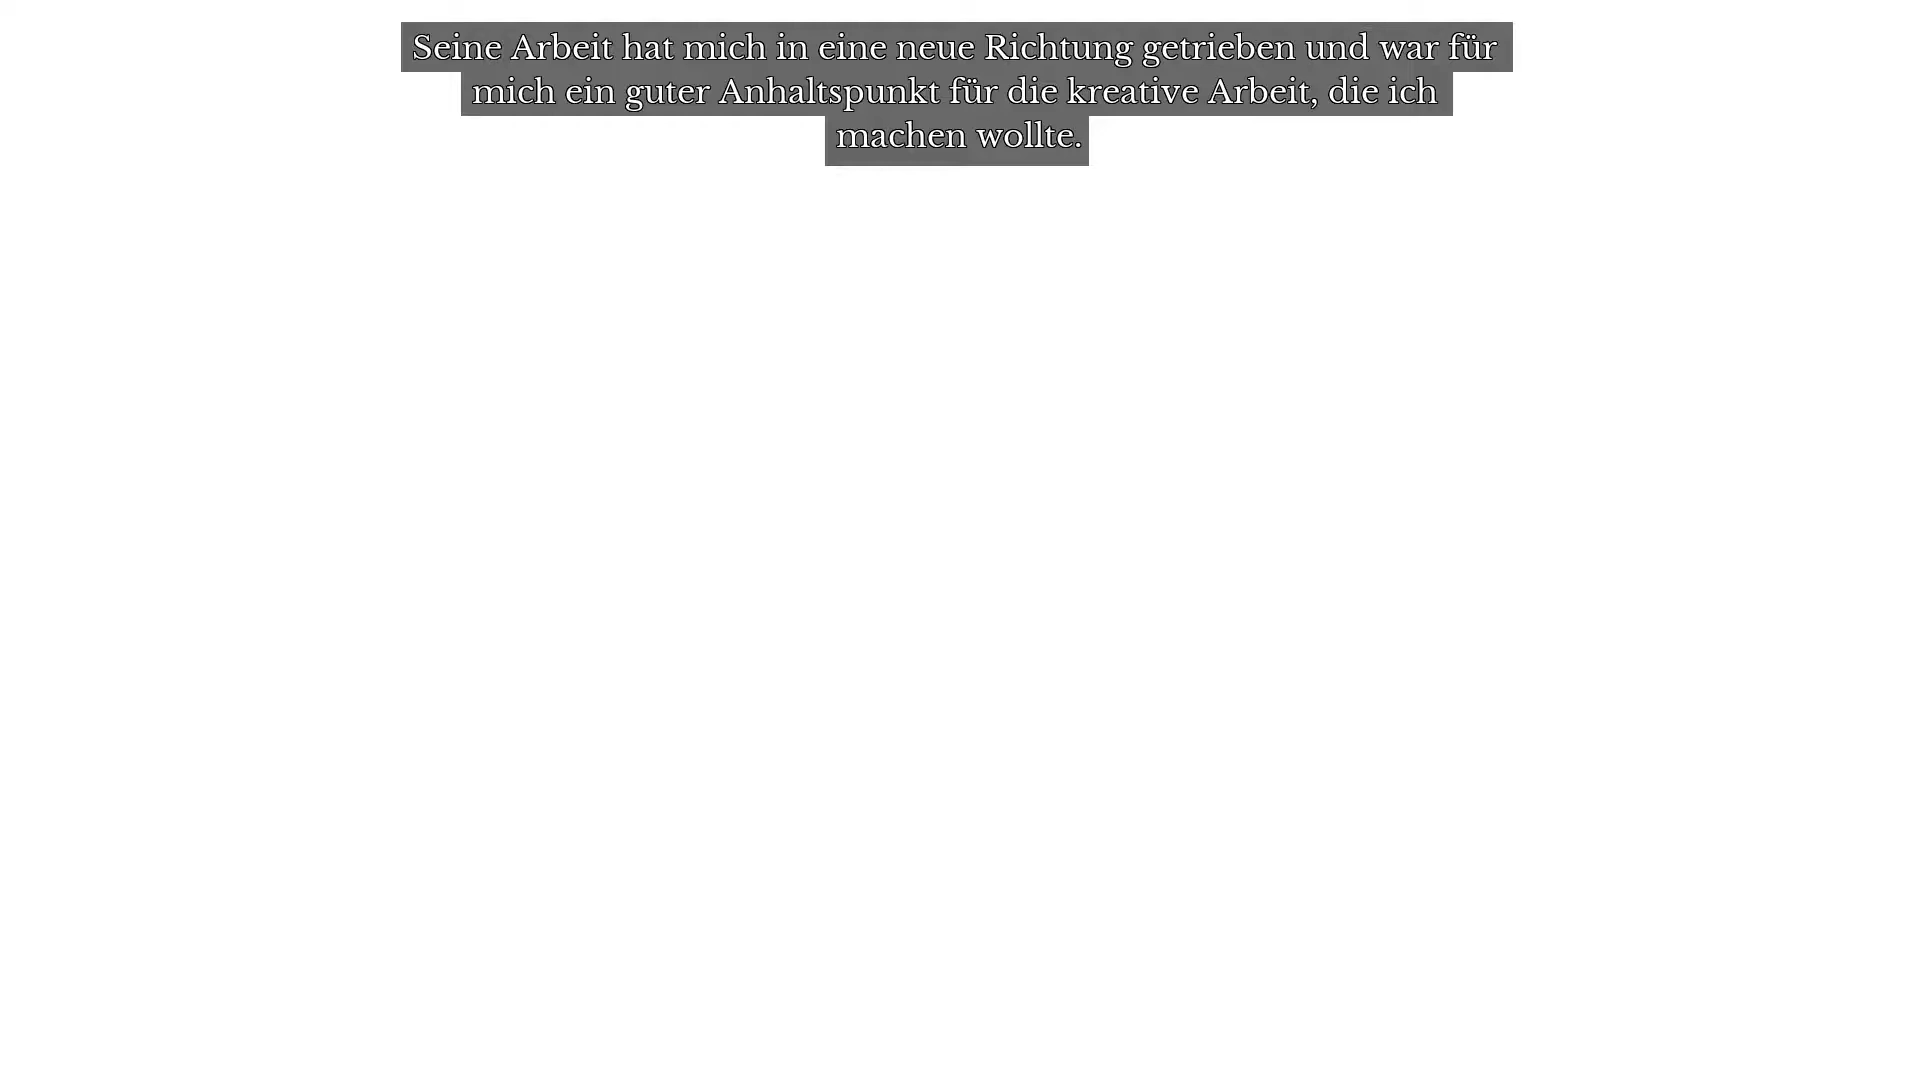 Seine Arbeit hat mich in eine neue Richtung getrieben und war für
mich ein guter Anhaltspunkt für die kreative Arbeit, die ich
machen wollte.